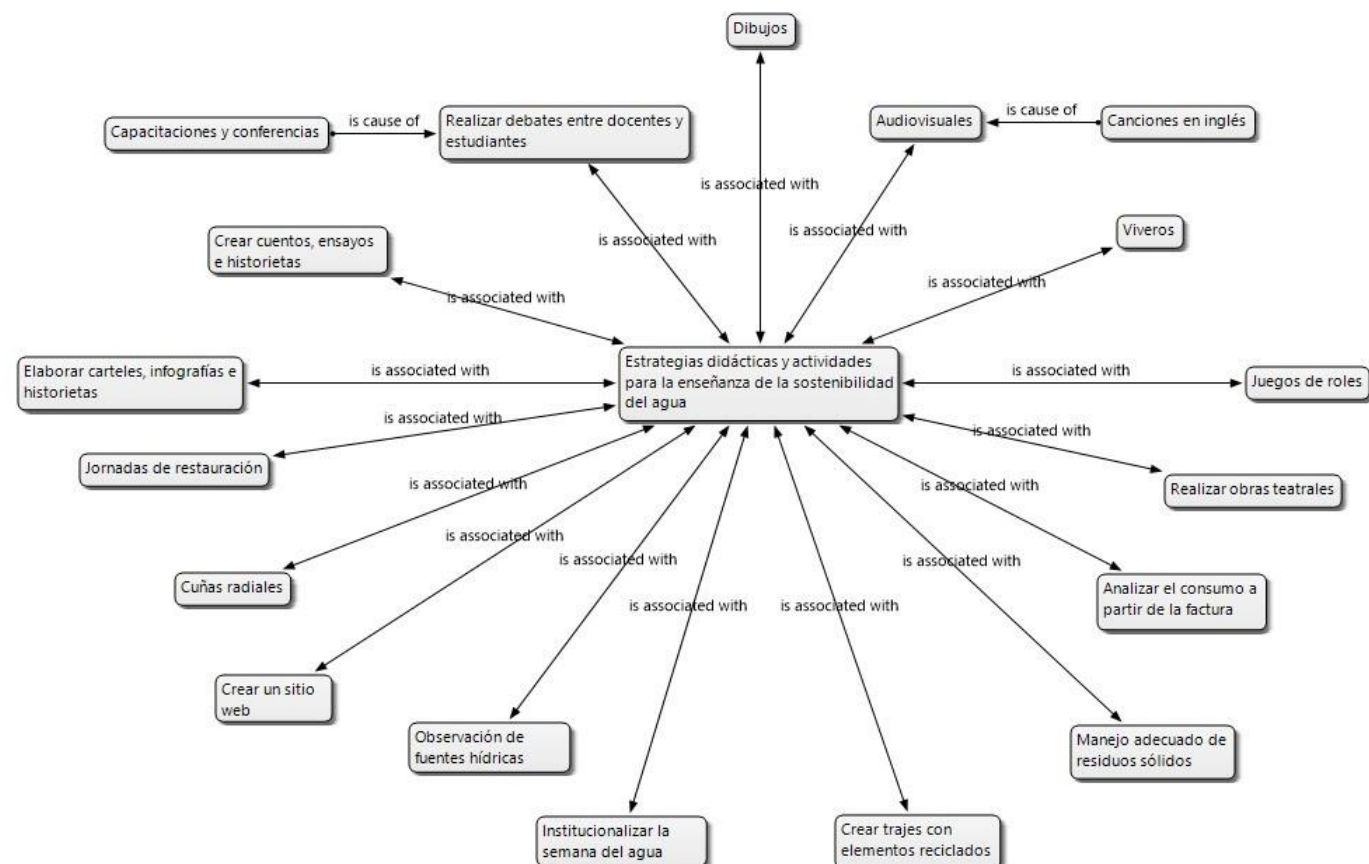 Dibujos
Capacitaciones y conferencias
is cause of
Realizar debates entre docentes y
estudiantes
Audiovisuales
is cause of
Canciones en inglés
is associated with
is associated with
is associated with
Crear cuentos, ensayos
e historietas
Viveros
is associated with
is associated with
Elaborar carteles, infografías e
historietas
is associated with
Estrategias didácticas y actividades
para la enseñanza de la sostenibilidad
del agua
is associated with
Juegos de roles
is associated with
is associated with
Jornadas de restauración
Realizar obras teatrales
is associated with
is associated with
is associated with
is associated with
is associated with
is associated with
is associated with
Cuñas radiales
Analizar el consumo a
partir de la factura
Crear un sitio
web
Observación de
fuentes hídricas
Manejo adecuado de
residuos sólidos
Institucionalizar la
semana del agua
Crear trajes con
elementos reciclados